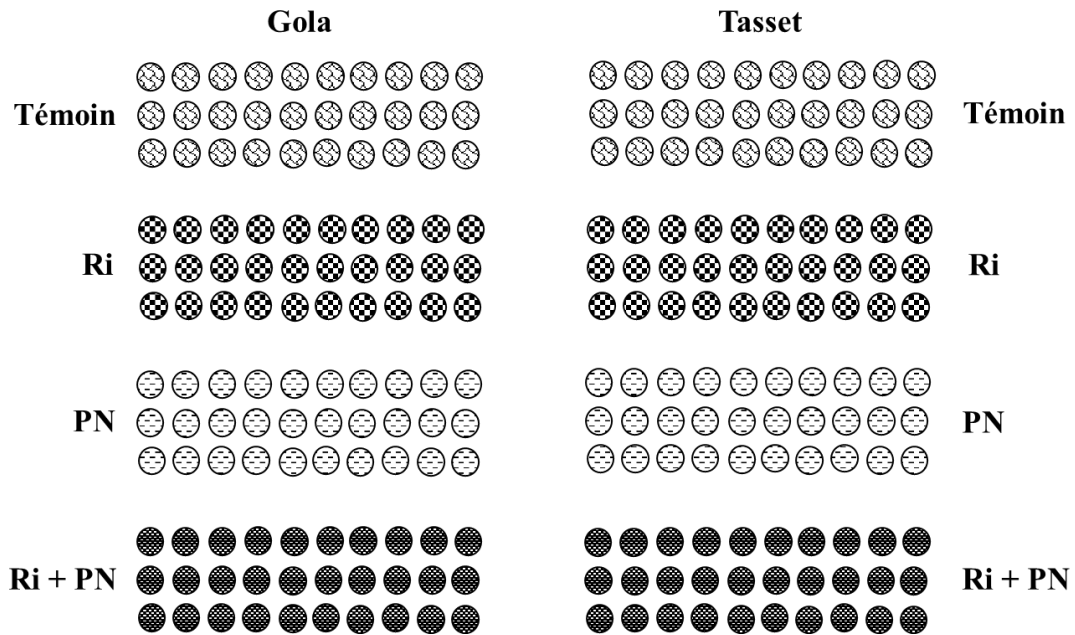 Gola
Tasset
Témoin
Témoin
Ri
Ri
PN
PN
Ri + PN
Ri + PN